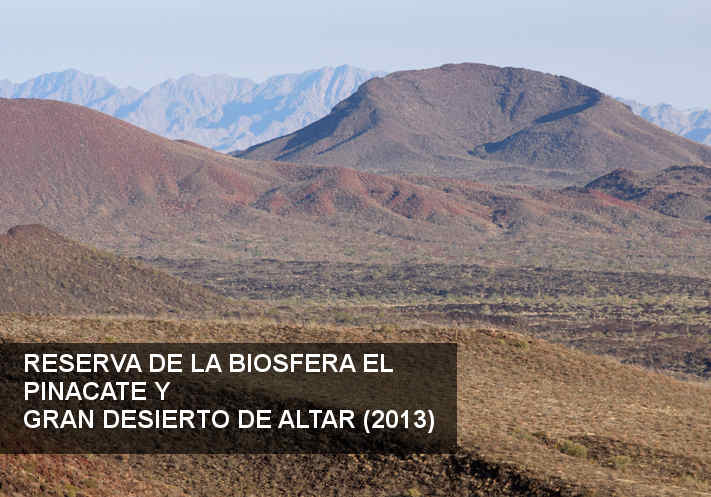 RESERVA DE LA BIOSFERA EL
PINACATE Y
GRAN DESIERTO DE ALTAR (2013)